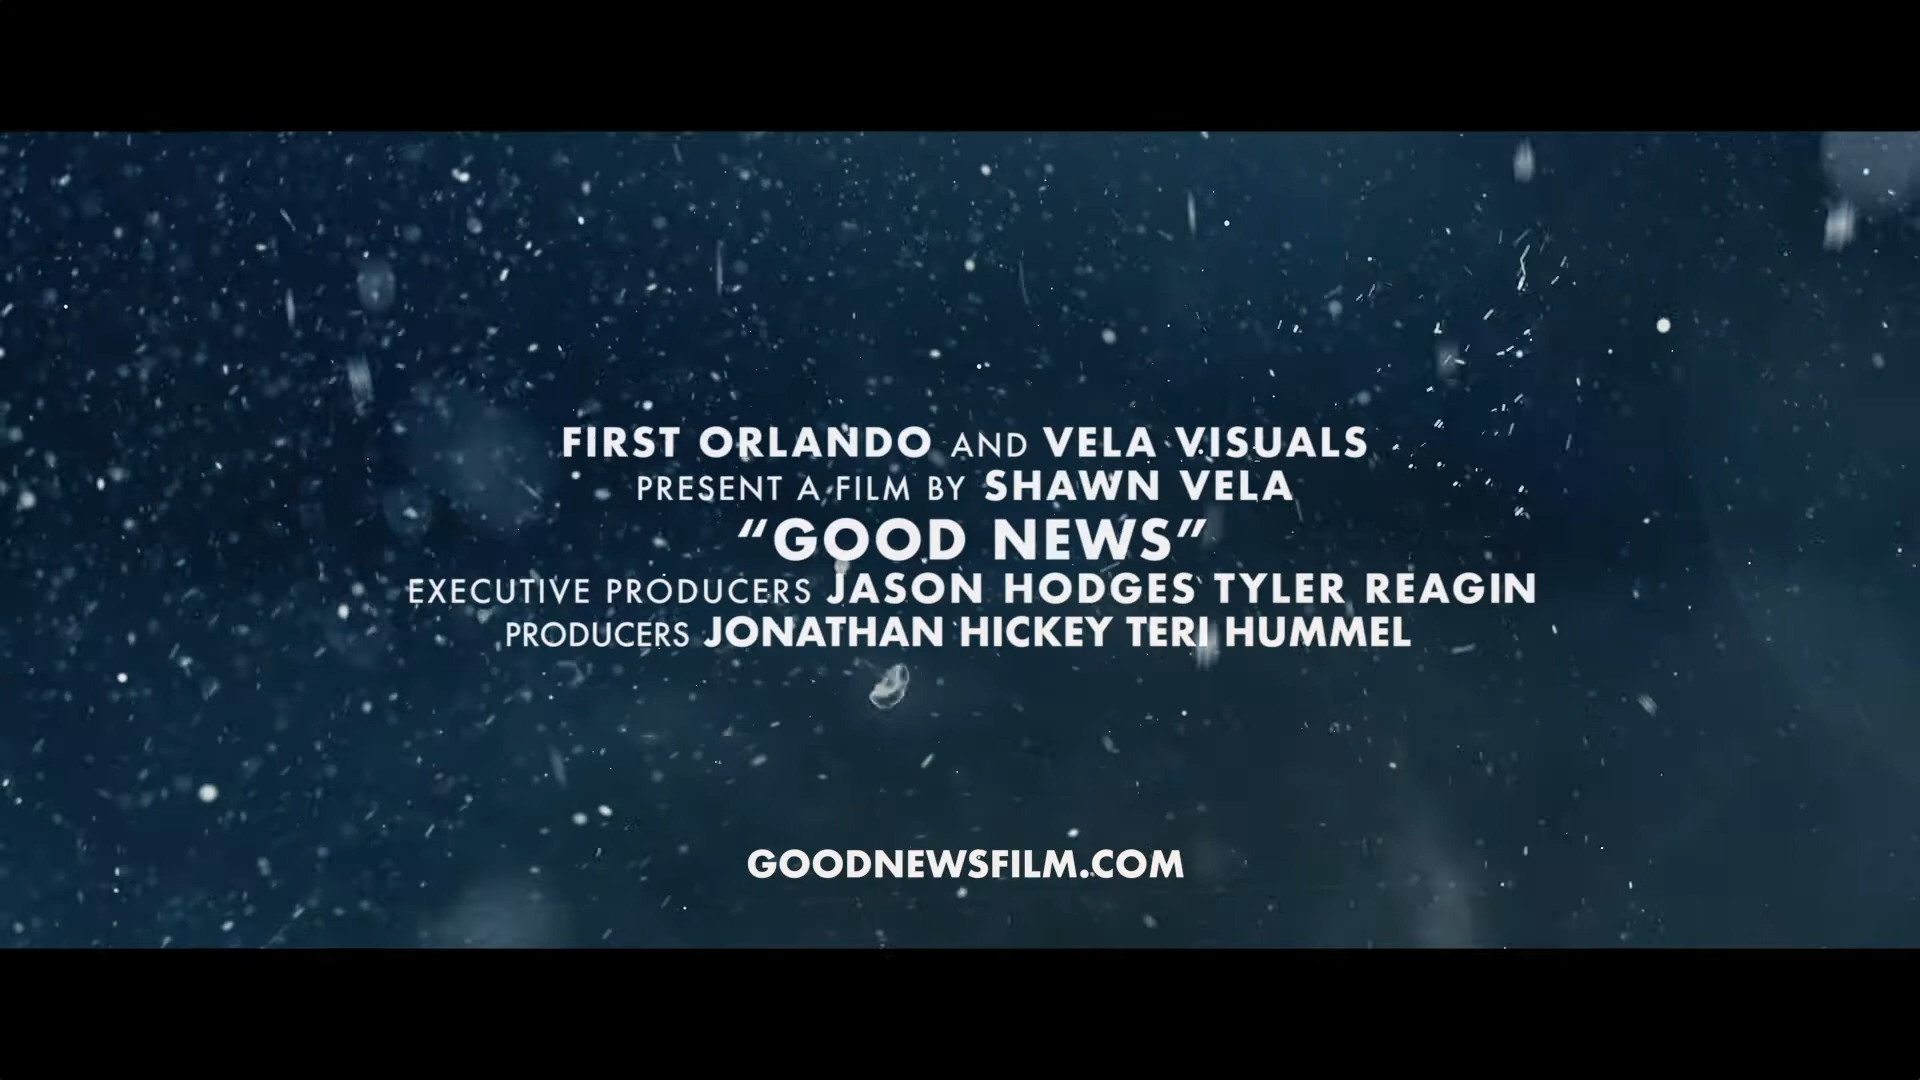 FIRST ORLANDO AND VELA VISUALS
PRESENT A FILM BY SHAWN VELA
“GOOD NEWS”
EXECUTIVE PRODUCERS JASON HODGES TYLER REAGIN
PRODUCERS JONATHAN HICKEY TERI HUMMEL
GOODNEWSFILM.COM